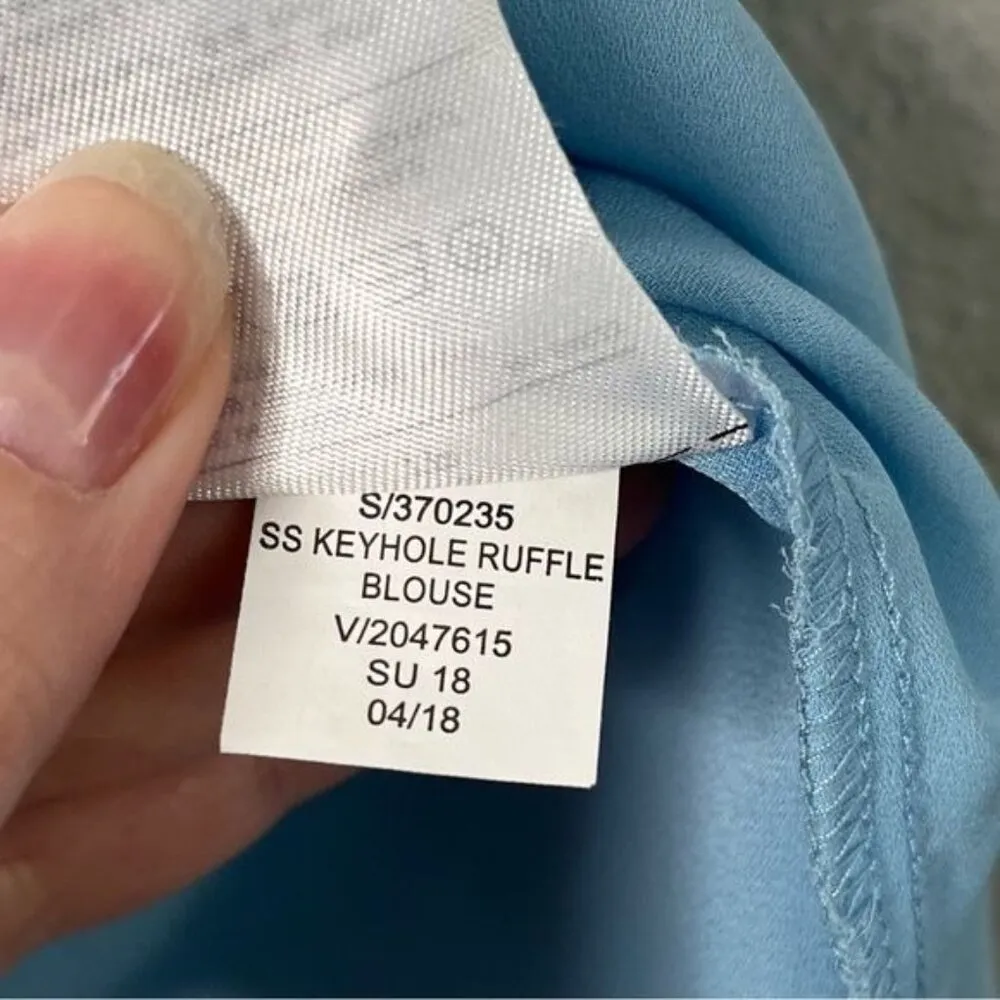 S/370235
SS KEYHOLE RUFFLE
BLOUSE
V/2047615
SU 18
04/18